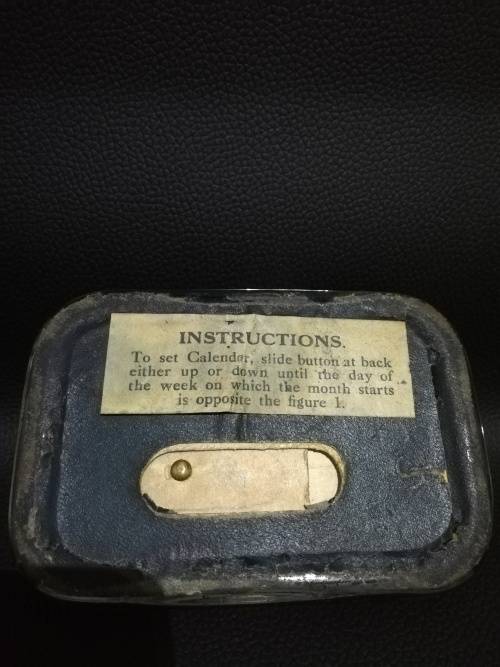 INSTRUCTIONS.
To set Calendar, slide button at back
either up or down until the day of
the week on which the month starts
is opposite the figure 1.